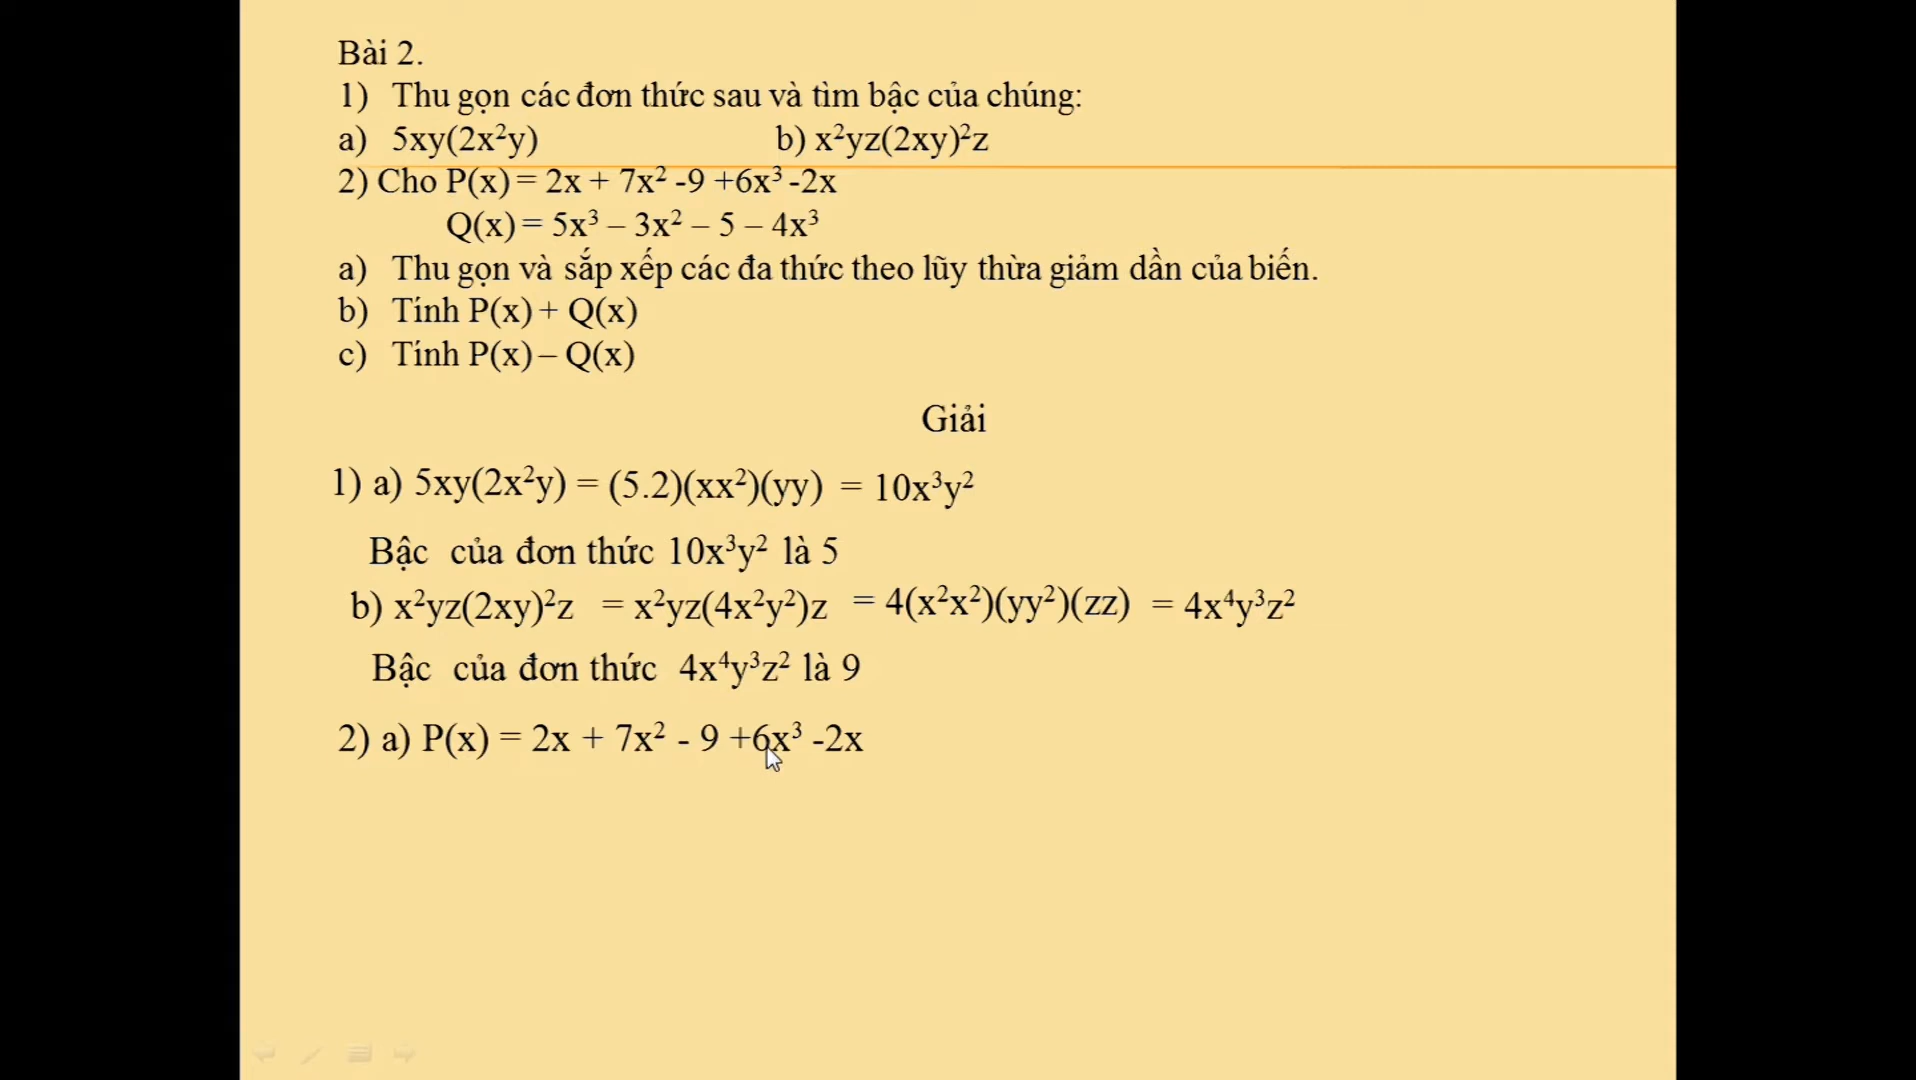 Bài 2.
1) Thu gọn các đơn thức sau và tìm bậc của chúng:
a) 5xy(2x²y) b) x²yz(2xy)²z
2) Cho P(x) = 2x + 7x² -9 +6x³ -2x
Q(x) = 5x³ – 3x² – 5 – 4x³
a) Thu gọn và sắp xếp các đa thức theo lũy thừa giảm dần của biến.
b) Tính P(x) + Q(x)
c) Tính P(x) – Q(x)
Giải
1) a) 5xy(2x²y) = (5.2)(xx²)(yy) = 10x³y²
Bậc của đơn thức 10x³y² là 5
b) x²yz(2xy)²z = x²yz(4x²y²)z = 4(x²x²)(yy²)(zz) = 4x⁴y³z²
Bậc của đơn thức 4x⁴y³z² là 9
2) a) P(x) = 2x + 7x² - 9 +6x³ -2x